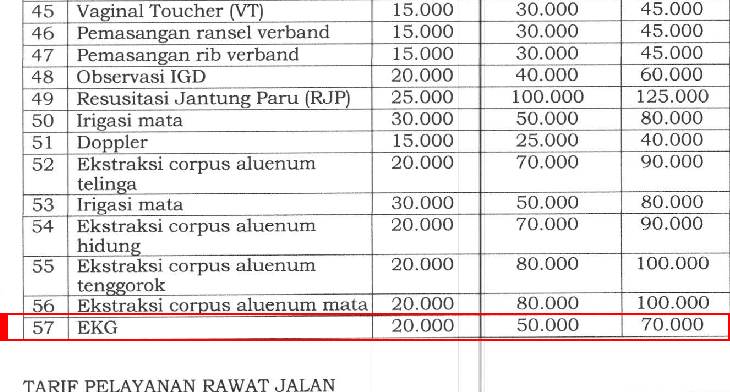 45 Vaginal Toucher (VT) 15.000 30.000 45.000
46 Pemasangan ransel verband 15.000 30.000 45.000
47 Pemasangan rib verband 15.000 30.000 45.000
48 Observasi IGD 20.000 40.000 60.000
49 Resusitasi Jantung Paru (RJP) 25.000 100.000 125.000
50 Irigasi mata 30.000 50.000 80.000
51 Doppler 15.000 25.000 40.000
52 Ekstraksi corpus aluenum 20.000 70.000 90.000
telinga
53 Irigasi mata 30.000 50.000 80.000
54 Ekstraksi corpus aluenum 20.000 70.000 90.000
hidung
55 Ekstraksi corpus aluenum 20.000 80.000 100.000
tenggorok
56 Ekstraksi corpus aluenum mata 20.000 80.000 100.000
57 EKG 20.000 50.000 70.000
TARIF PELAYANAN RAWAT JALAN